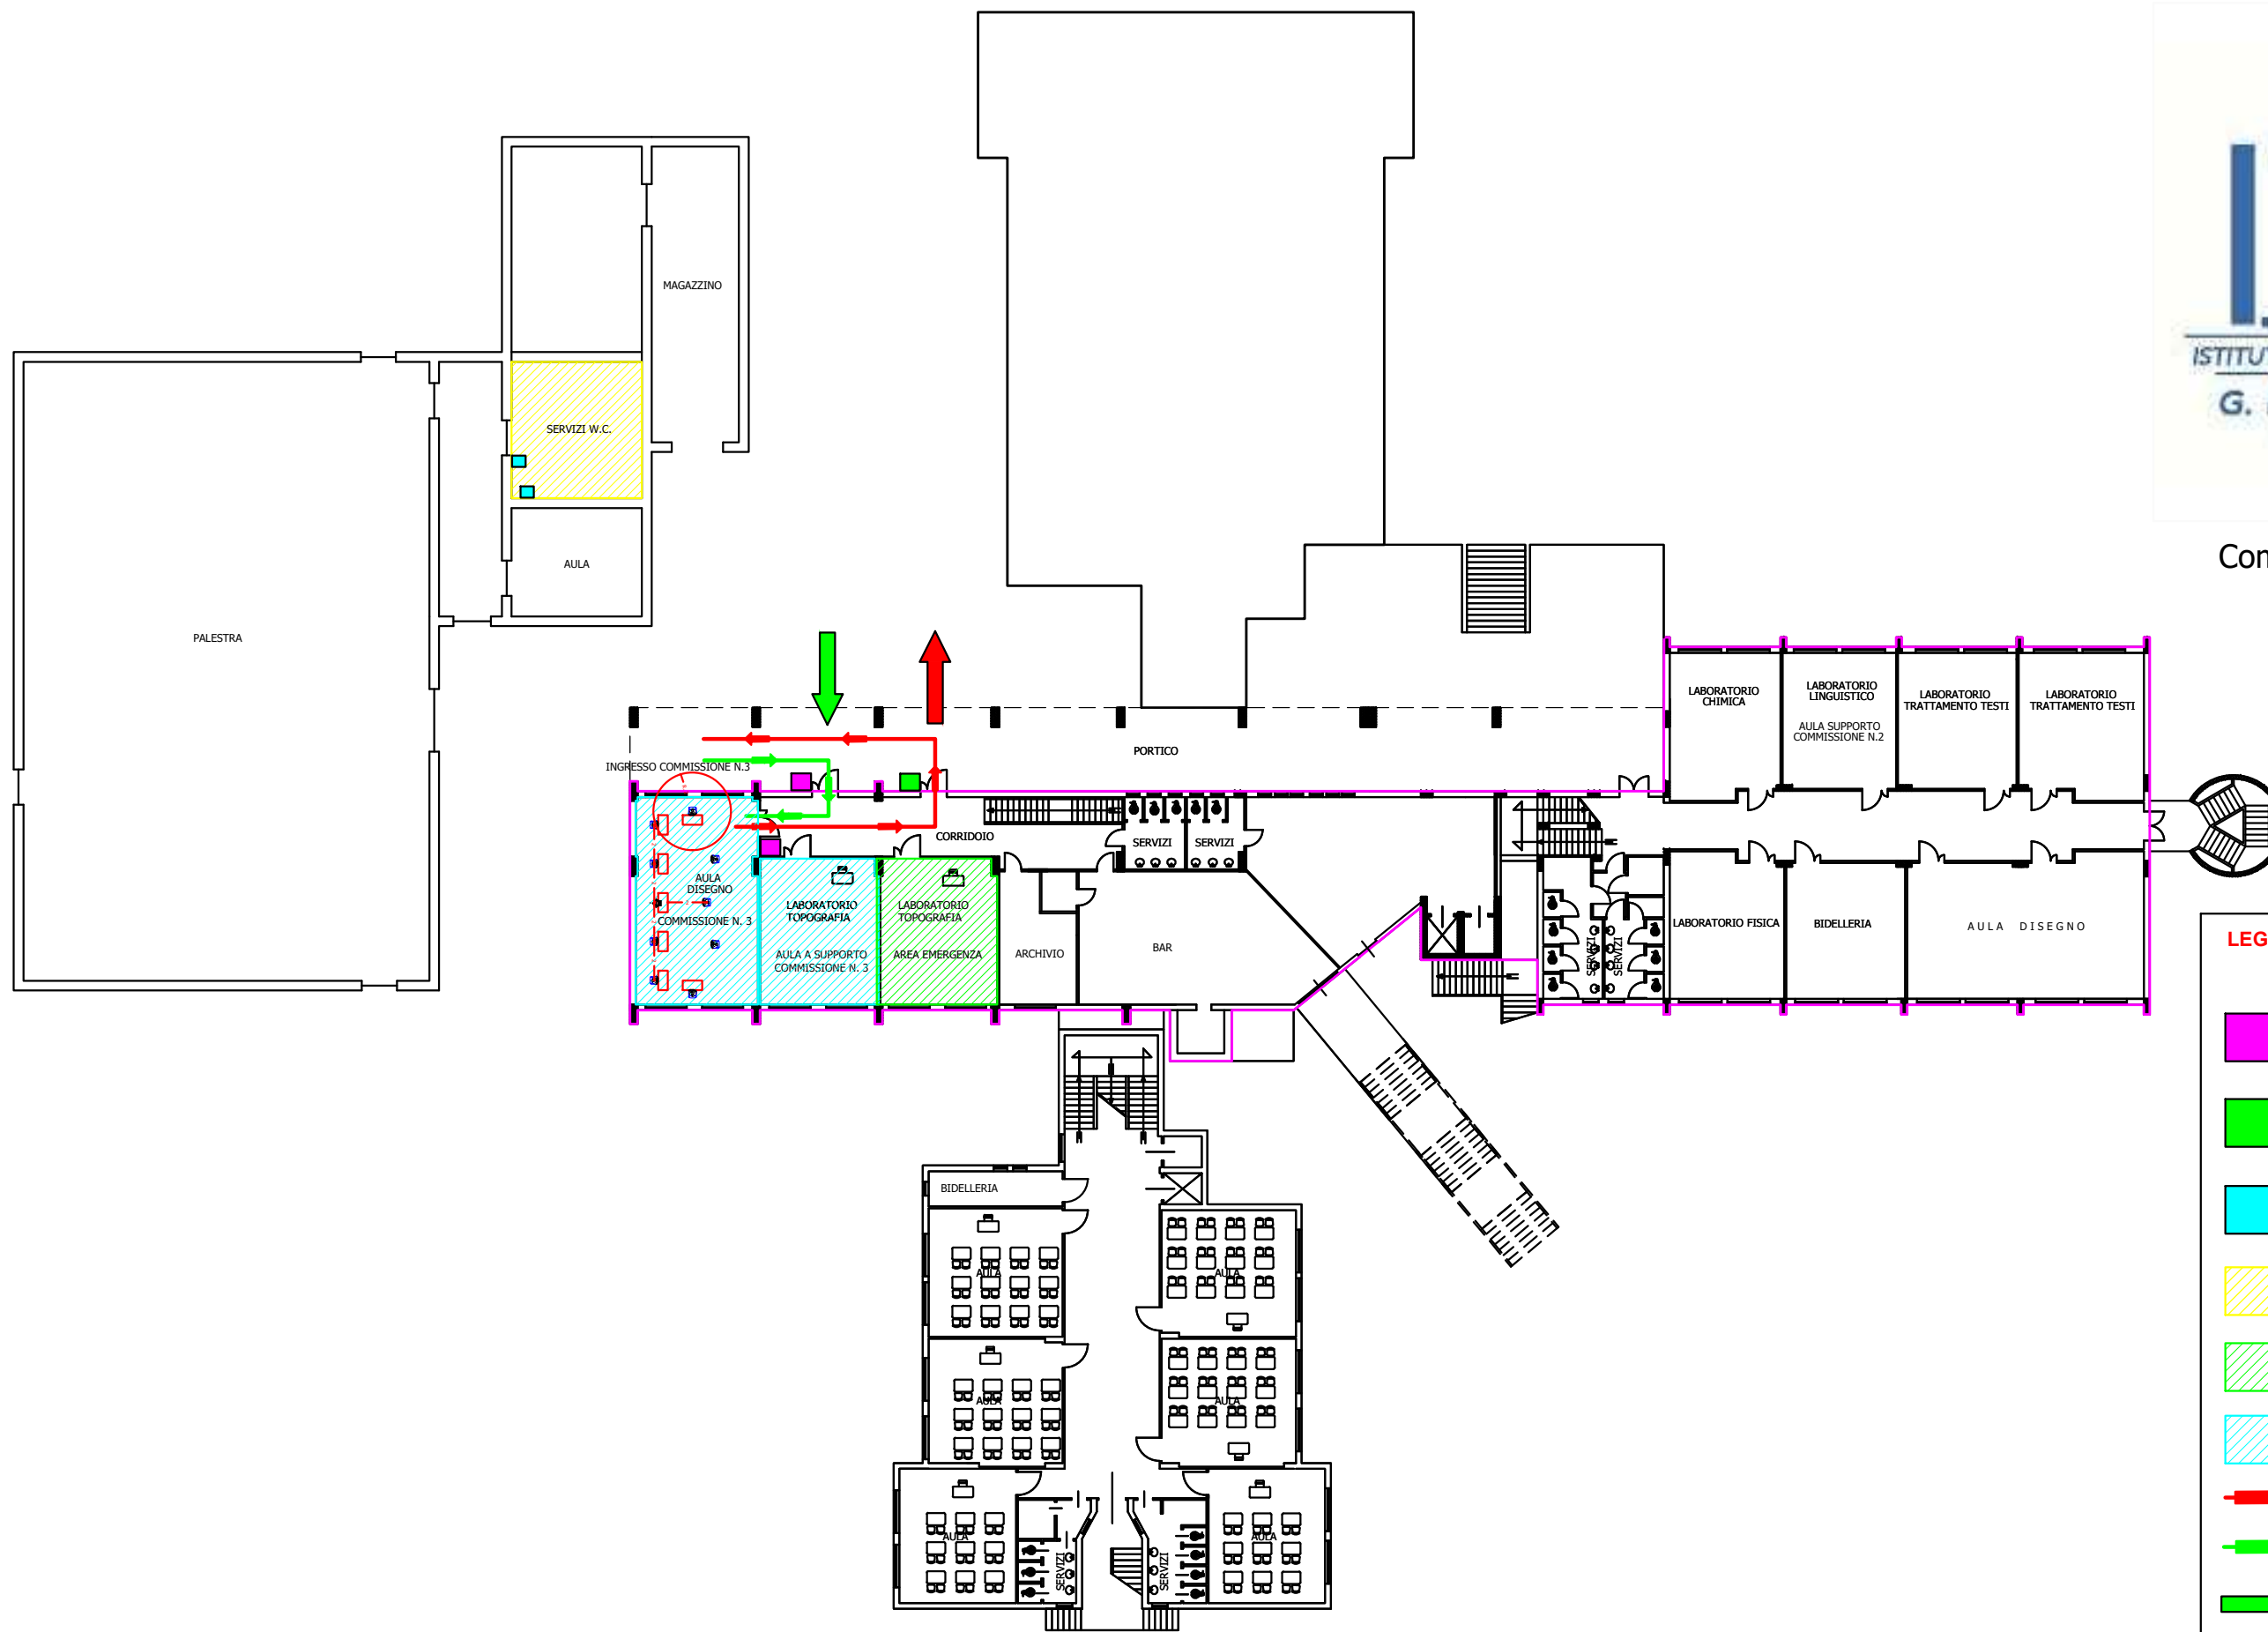 MAGAZZINO
SERVIZI W.C.
AULA
PALESTRA
INGRESSO COMMISSIONE N.3
PORTICO
CORRIDOIO
AULA
DISEGNO
COMMISSIONE N. 3
LABORATORIO
TOPOGRAFIA
AULA A SUPPORTO
COMMISSIONE N. 3
LABORATORIO
TOPOGRAFIA
AREA EMERGENZA
ARCHIVIO
BAR
SERVIZI
SERVIZI
SERVIZI
SERVIZI
LABORATORIO
CHIMICA
LABORATORIO
LINGUISTICO
AULA SUPPORTO
COMMISSIONE N.2
LABORATORIO
TRATTAMENTO TESTI
LABORATORIO
TRATTAMENTO TESTI
LABORATORIO FISICA
BIDELLERIA
AULA DISEGNO
BIDELLERIA
AULA
AULA
AULA
AULA
AULA
SERVIZI
SERVIZI
AULA
I.
G.